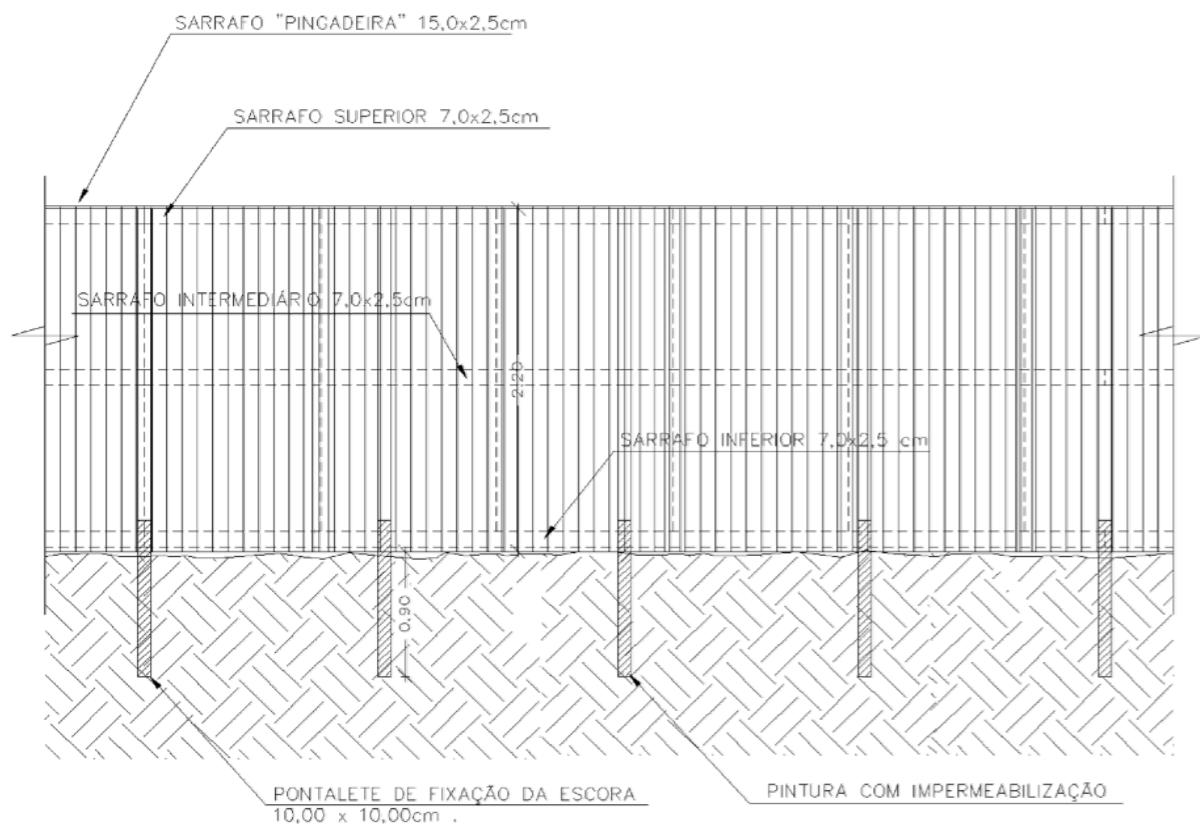 SARRAFO "PINGADEIRA" 15,0x2,5cm
SARRAFO SUPERIOR 7,0x2,5cm
SARRAFO INTERMEDIÁRIO 7,0x2,5cm
2.20
SARRAFO INFERIOR 7,0x2,5 cm
0.90
PONTALETE DE FIXAÇÃO DA ESCORA
10,00 x 10,00cm .
PINTURA COM IMPERMEABILIZAÇÃO